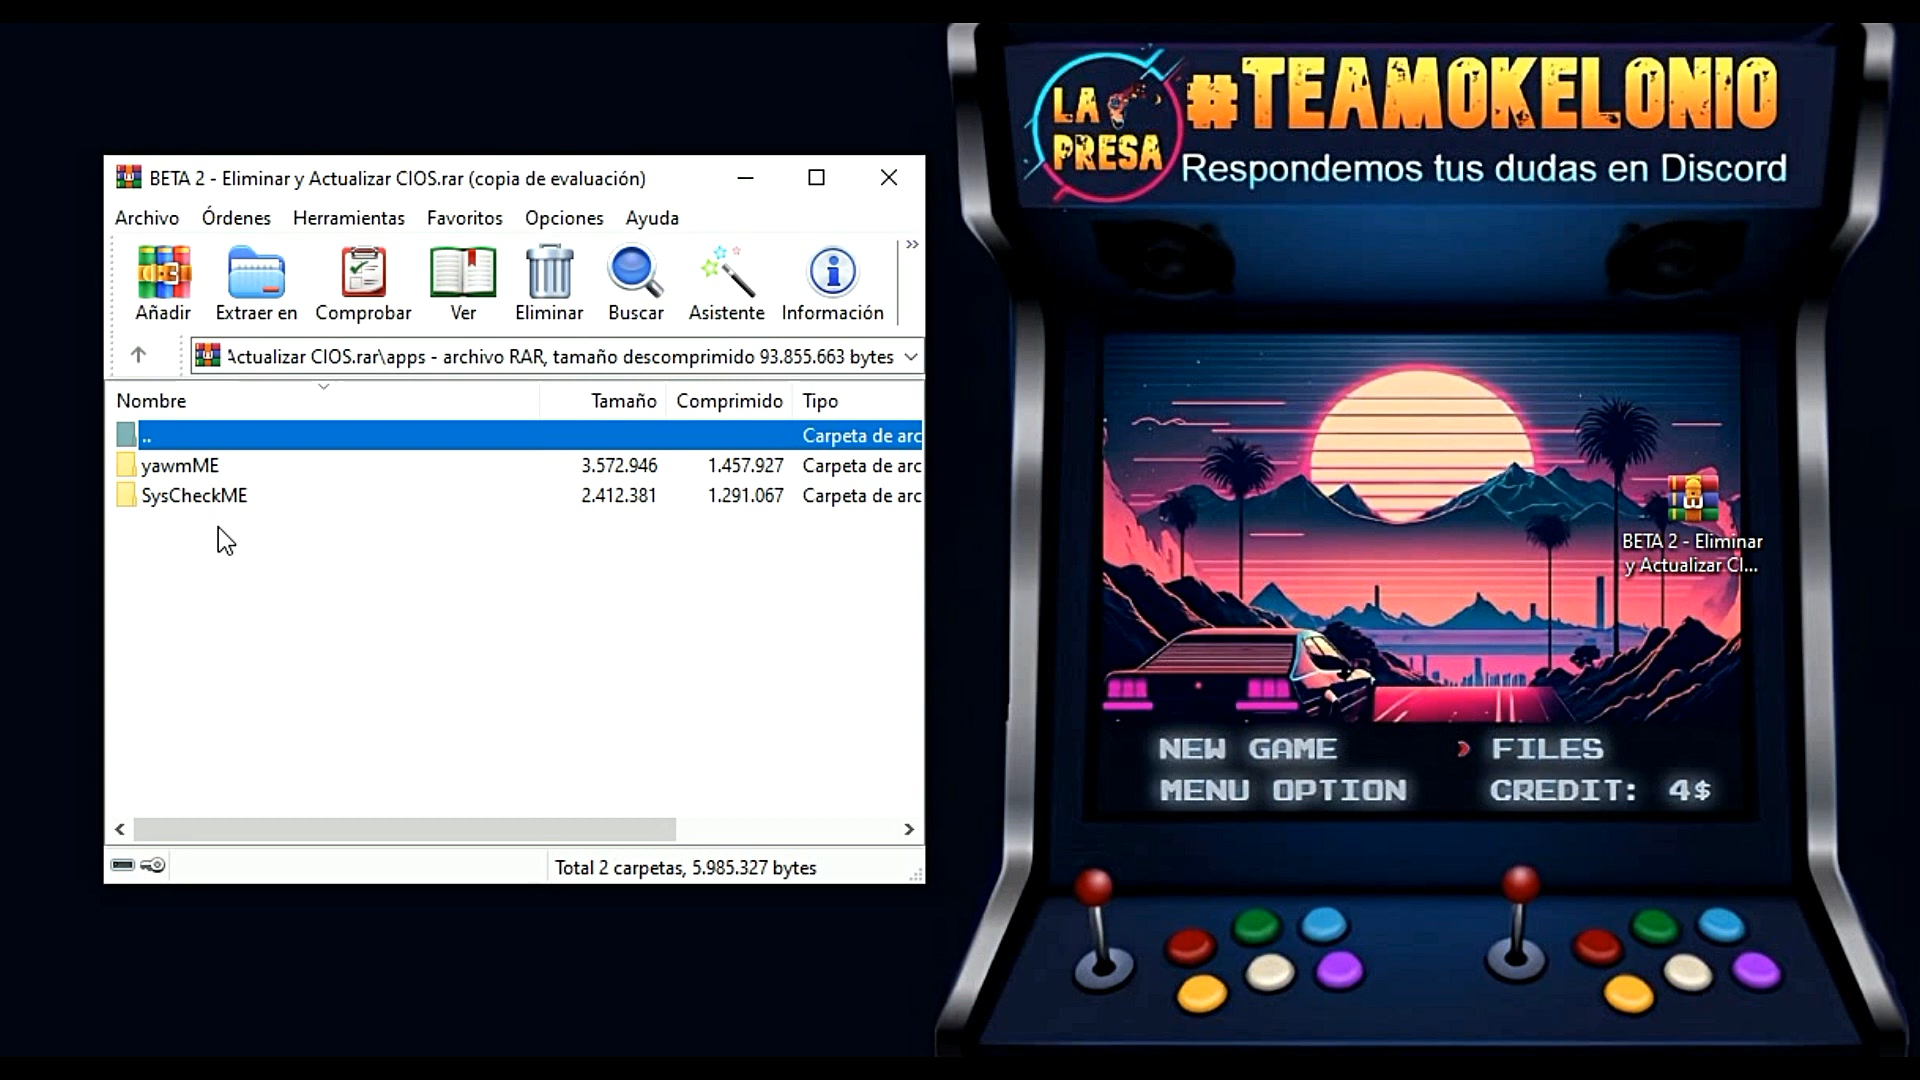 BETA 2 - Eliminar y Actualizar CIOS.rar (copia de evaluación)
Archivo Órdenes Herramientas Favoritos Opciones Ayuda
Añadir Extraer en Comprobar Ver Eliminar Buscar Asistente Información
Actualizar CIOS.rar\apps - archivo RAR, tamaño descomprimido 93.855.663 bytes
Nombre Tamaño Comprimido Tipo
.. Carpeta de arc
yawmME 3.572.946 1.457.927 Carpeta de arc
SysCheckME 2.412.381 1.291.067 Carpeta de arc
Total 2 carpetas, 5.985.327 bytes
LA
PRESA
#TEAMOKELONIO
Respondemos tus dudas en Discord
BETA 2 - Eliminar
y Actualizar CI...
NEW GAME › FILES
MENU OPTION CREDIT: 4$